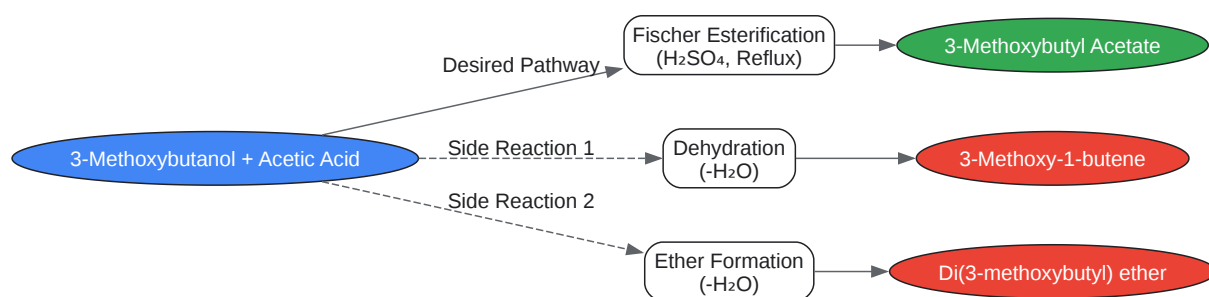 Fischer Esterification
(H₂SO₄, Reflux)
3-Methoxybutyl Acetate
Desired Pathway
3-Methoxybutanol + Acetic Acid
Side Reaction 1
Dehydration
(-H₂O)
3-Methoxy-1-butene
Side Reaction 2
Ether Formation
(-H₂O)
Di(3-methoxybutyl) ether